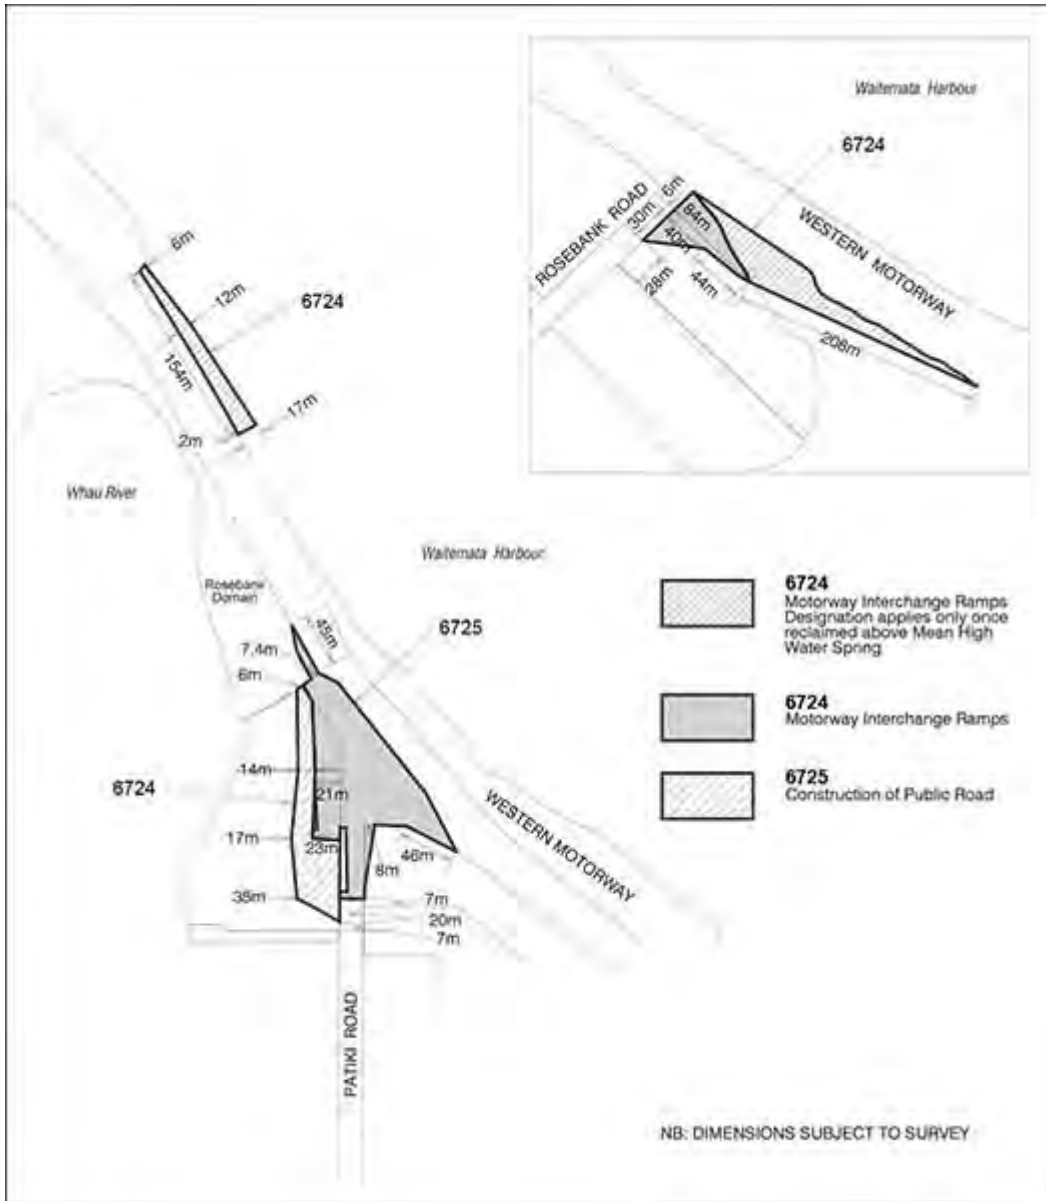 Waitemata Harbour
6724
ROSEBANK ROAD
30m
6m
84m
40m
28m
44m
208m
WESTERN MOTORWAY
6m
12m
6724
154m
17m
2m
Whau River
Waitemata Harbour
Rosebank
Domain
45m
6725
7.4m
6m
14m
6724
21m
17m
23m
46m
8m
38m
7m
20m
7m
WESTERN MOTORWAY
PATIKI ROAD
6724
Motorway Interchange Ramps
Designation applies only once
reclaimed above Mean High
Water Spring
6724
Motorway Interchange Ramps
6725
Construction of Public Road
NB: DIMENSIONS SUBJECT TO SURVEY